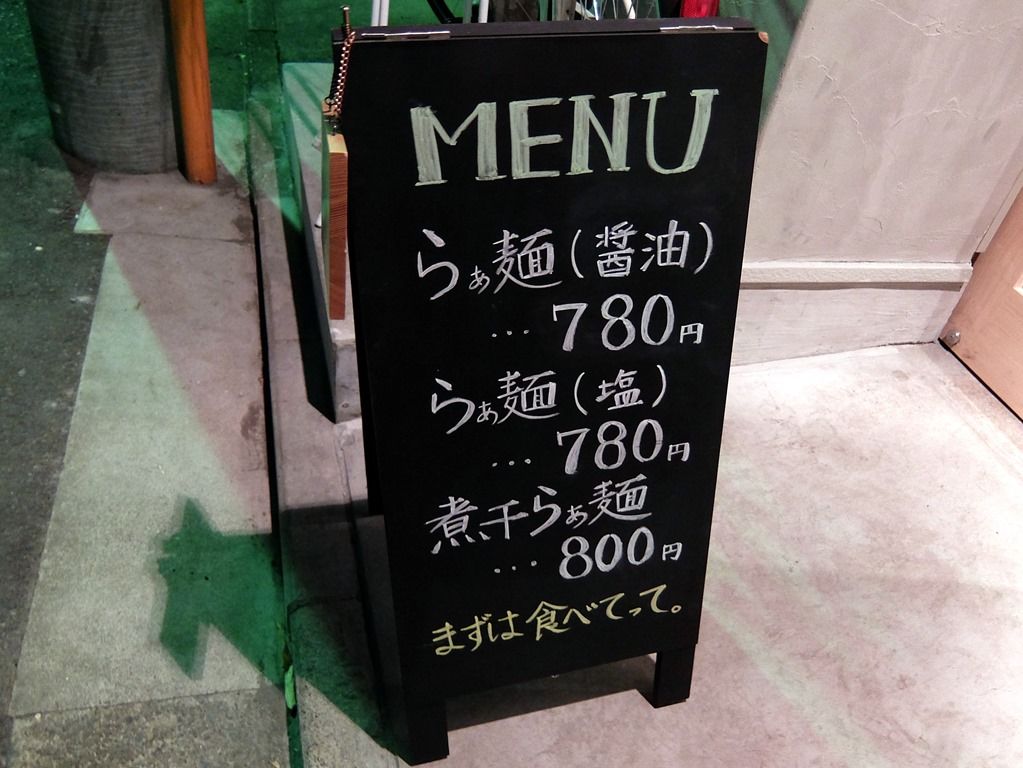 MENU
らぁ麺(醤油)
... 780円
らぁ麺(塩)
... 780円
煮干らぁ麺
... 800円
まずは食べてって。